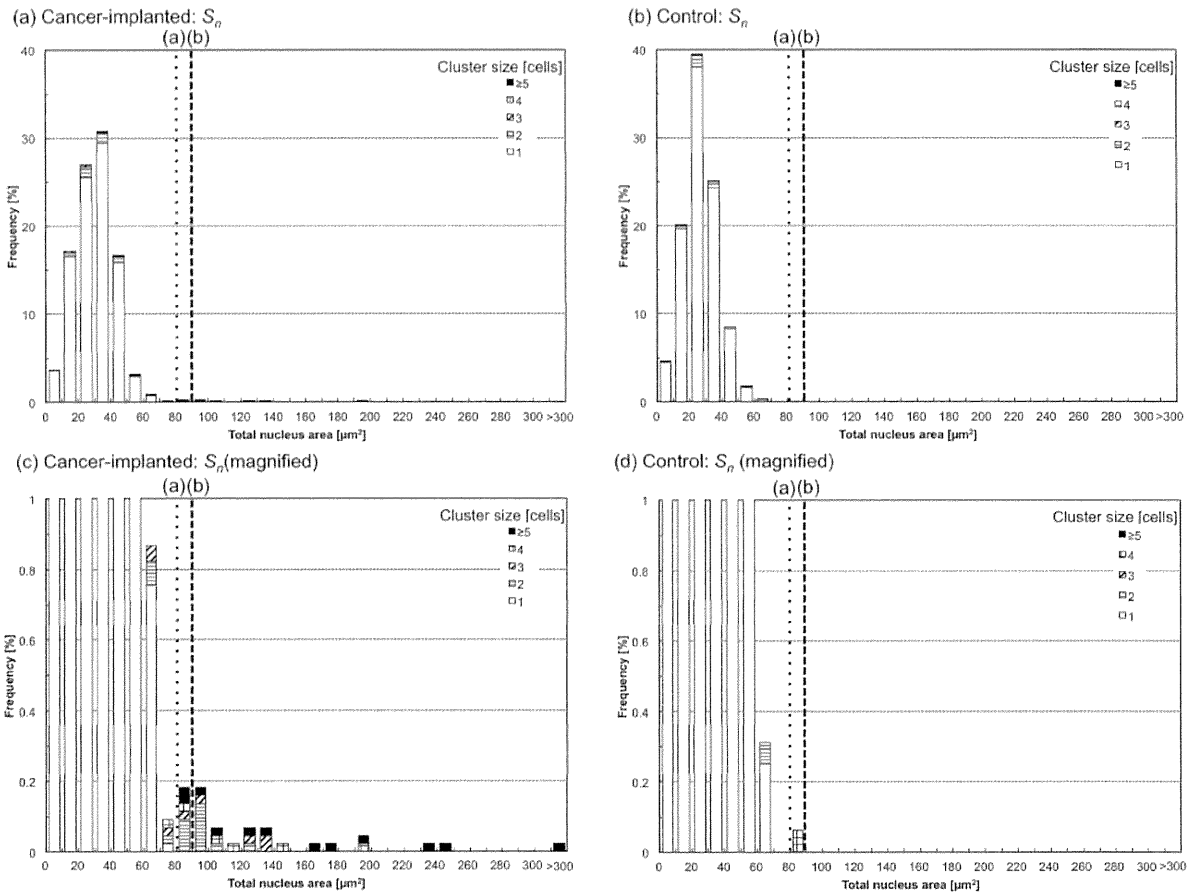 (a) Cancer-implanted: Sₙ
(a)(b)
Cluster size [cells]
≥5
4
3
2
1
40
30
20
10
0
Frequency [%]
0 20 40 60 80 100 120 140 160 180 200 220 240 260 280 300 >300
Total nucleus area [µm²]
(b) Control: Sₙ
(a)(b)
Cluster size [cells]
≥5
4
3
2
1
40
30
20
10
0
Frequency [%]
0 20 40 60 80 100 120 140 160 180 200 220 240 260 280 300 >300
Total nucleus area [µm²]
(c) Cancer-implanted: Sₙ(magnified)
(a)(b)
Cluster size [cells]
≥5
4
3
2
1
1
0.8
0.6
0.4
0.2
0
Frequency [%]
0 20 40 60 80 100 120 140 160 180 200 220 240 260 280 300 >300
Total nucleus area [µm²]
(d) Control: Sₙ (magnified)
(a)(b)
Cluster size [cells]
≥5
4
3
2
1
1
0.8
0.6
0.4
0.2
0
Frequency [%]
0 20 40 60 80 100 120 140 160 180 200 220 240 260 280 300 >300
Total nucleus area [µm²]